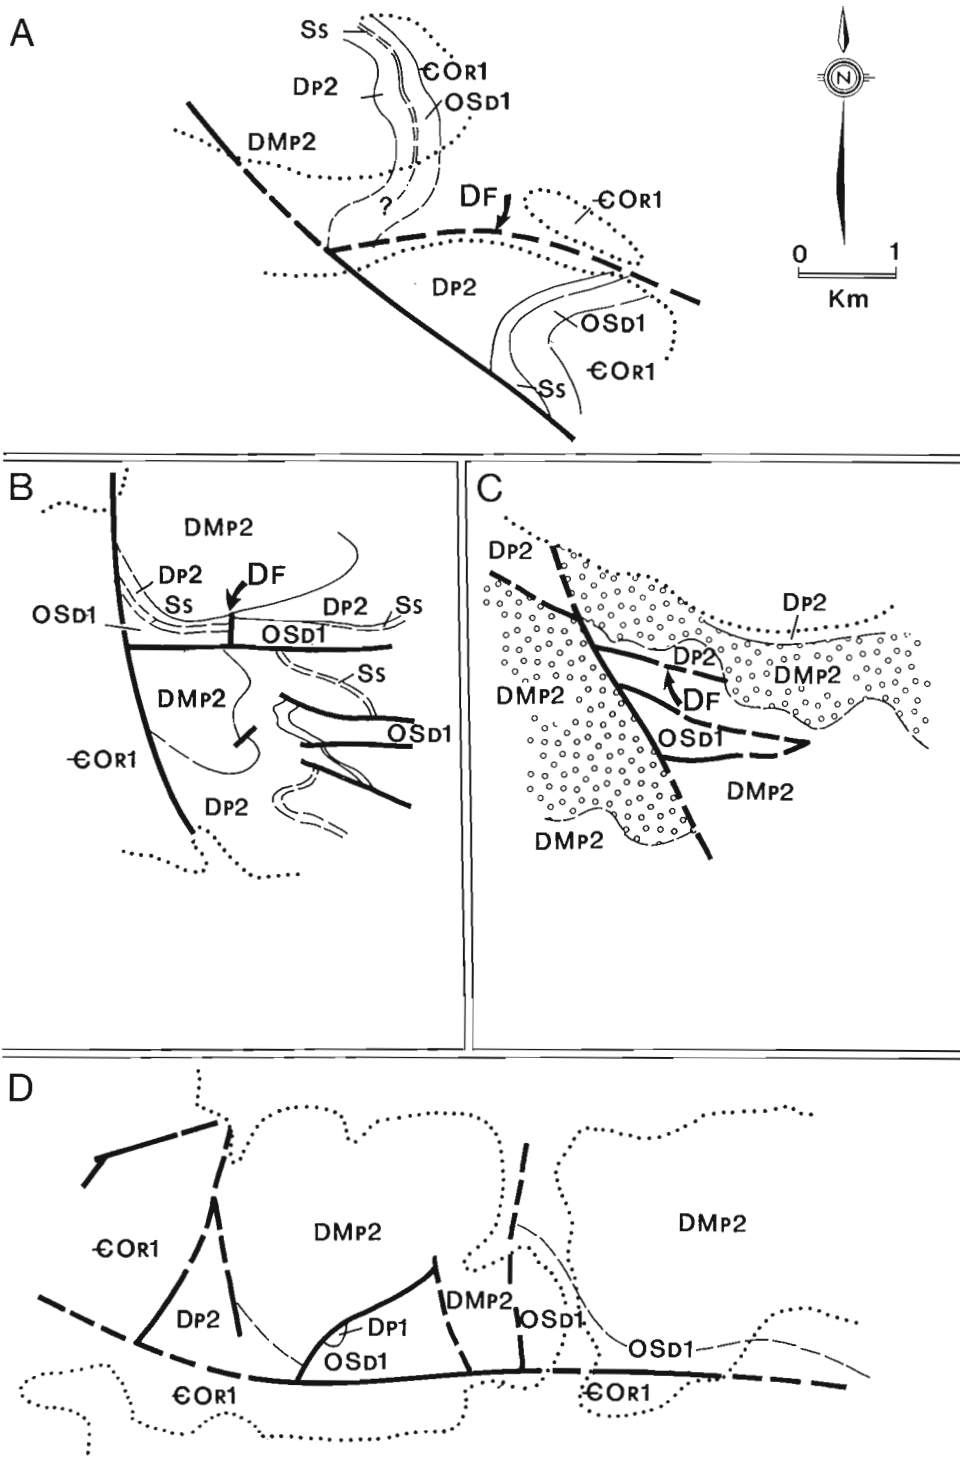 A
Ss
ЄOR1
DP2
OSD1
DMP2
N
DF
?
ЄOR1
0 1
Km
DP2
OSD1
ЄOR1
Ss
B
DMP2
DP2
DF
Ss
DP2
Ss
OSD1
OSD1
Ss
DMP2
OSD1
ЄOR1
DP2
C
DP2
DP2
DP2
DMP2
DMP2
DF
OSD1
DMP2
DMP2
D
DMP2
DMP2
ЄOR1
DMP2
DP2
DP1
OSD1
OSD1
OSD1
ЄOR1
ЄOR1